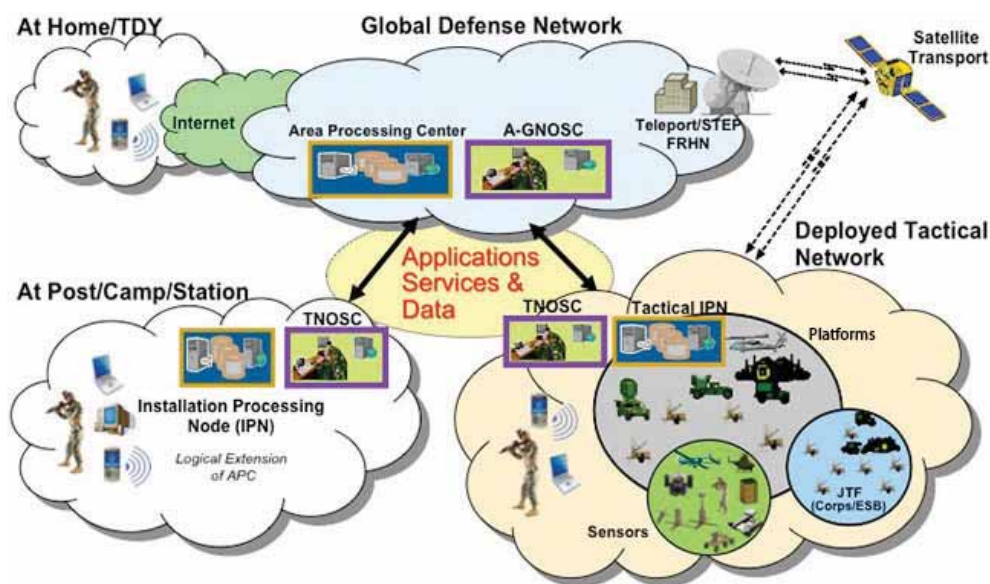 At Home/TDY
Global Defense Network
Satellite
Transport
Internet
Area Processing Center
A-GNOSC
Teleport/STEP
FRHN
Deployed Tactical
Network
Applications
Services &
Data
At Post/Camp/Station
TNOSC
Installation Processing
Node (IPN)
Logical Extension
of APC
TNOSC
Tactical IPN
Platforms
JTF
(Corps/ESB)
Sensors